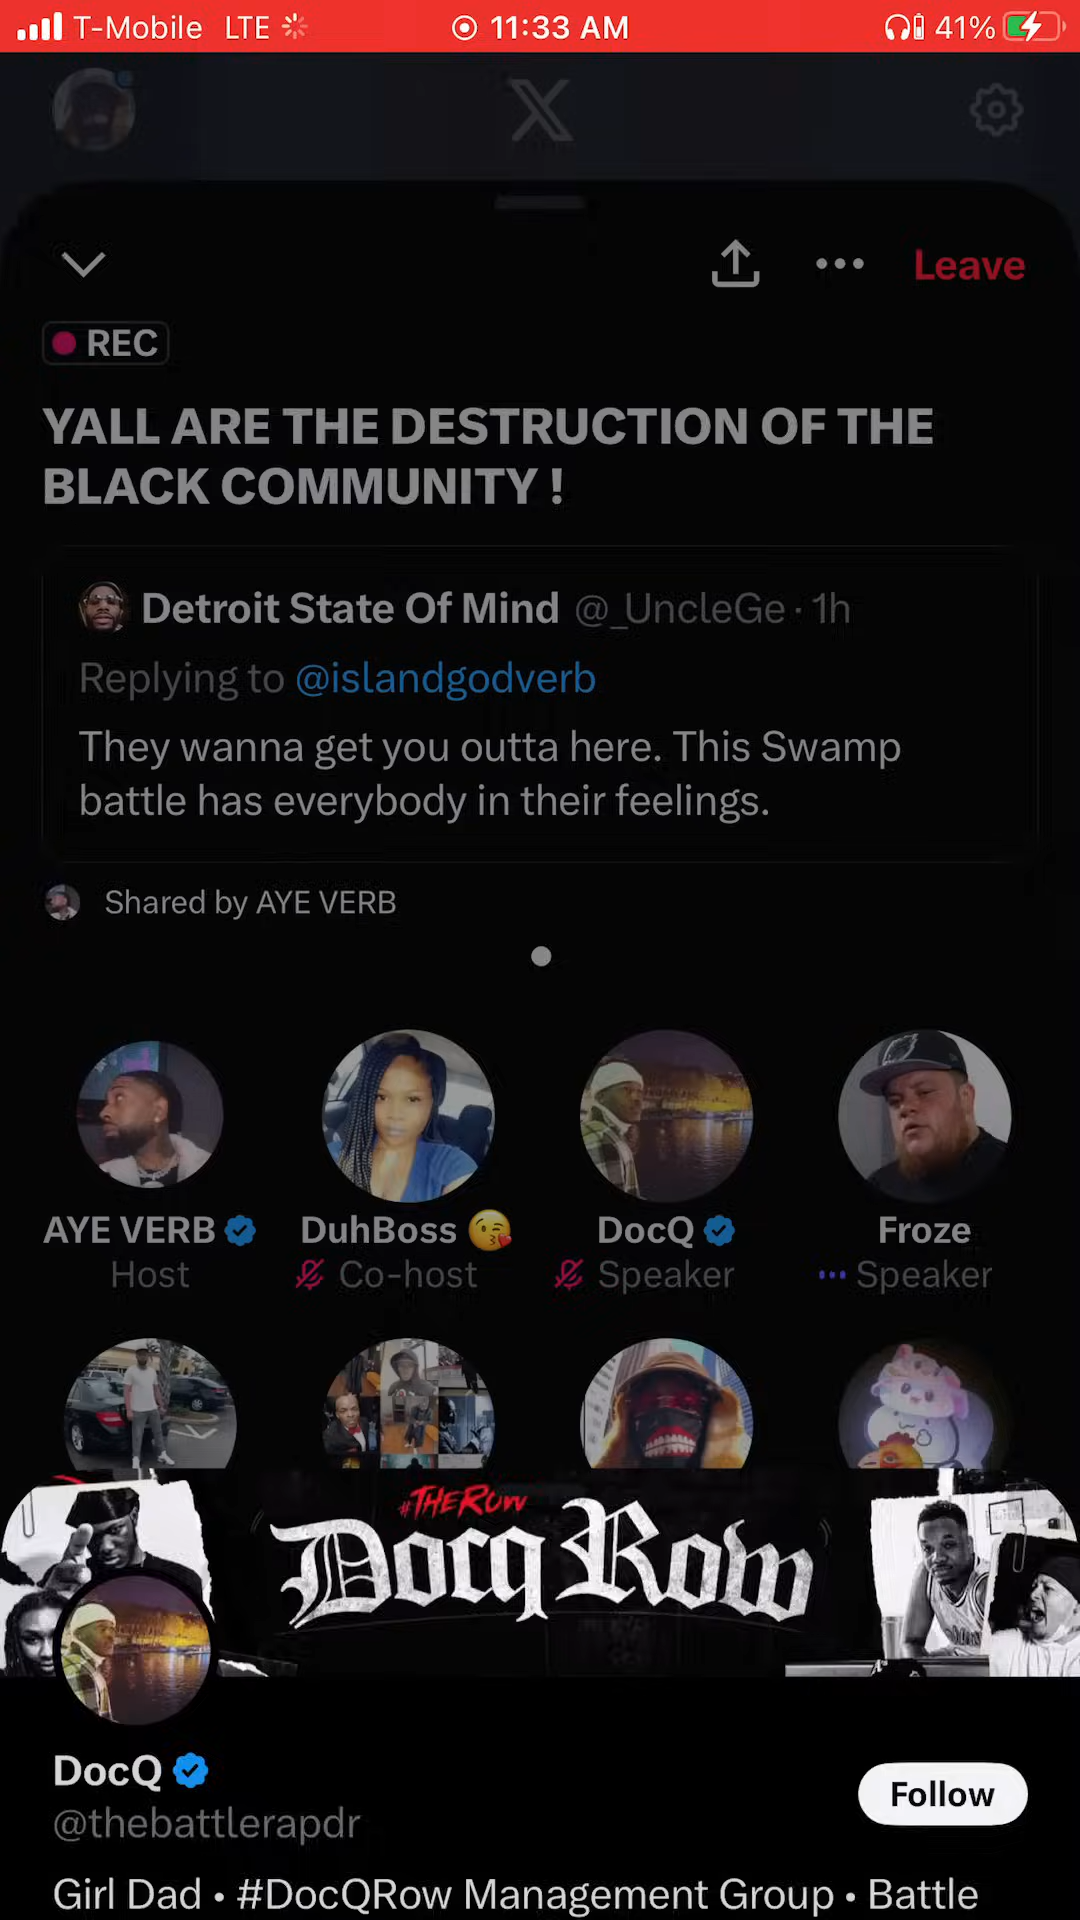 T-Mobile LTE 11:33 AM 41%
X
Leave
REC
YALL ARE THE DESTRUCTION OF THE
BLACK COMMUNITY !
Detroit State Of Mind @_UncleGe · 1h
Replying to @islandgodverb
They wanna get you outta here. This Swamp
battle has everybody in their feelings.
Shared by AYE VERB
AYE VERB DuhBoss 😘 DocQ Froze
Host Co-host Speaker Speaker
#THEROW
DocQ Row
DocQ
Follow
@thebattlerapdr
Girl Dad • #DocQRow Management Group • Battle